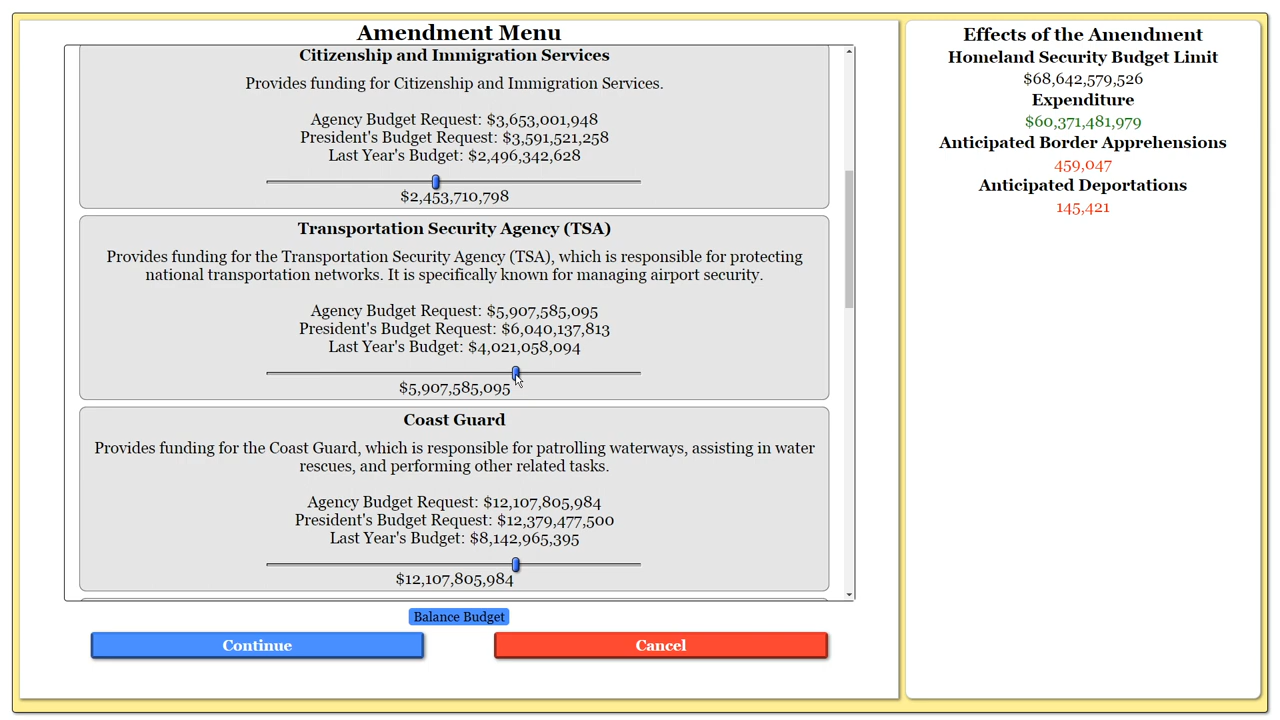 Amendment Menu
Citizenship and Immigration Services
Provides funding for Citizenship and Immigration Services.
Agency Budget Request: $3,653,001,948
President's Budget Request: $3,591,521,258
Last Year's Budget: $2,496,342,628
$2,453,710,798
Transportation Security Agency (TSA)
Provides funding for the Transportation Security Agency (TSA), which is responsible for protecting
national transportation networks. It is specifically known for managing airport security.
Agency Budget Request: $5,907,585,095
President's Budget Request: $6,040,137,813
Last Year's Budget: $4,021,058,094
$5,907,585,095
Coast Guard
Provides funding for the Coast Guard, which is responsible for patrolling waterways, assisting in water
rescues, and performing other related tasks.
Agency Budget Request: $12,107,805,984
President's Budget Request: $12,379,477,500
Last Year's Budget: $8,142,965,395
$12,107,805,984
Balance Budget
Continue
Cancel
Effects of the Amendment
Homeland Security Budget Limit
$68,642,579,526
Expenditure
$60,371,481,979
Anticipated Border Apprehensions
459,047
Anticipated Deportations
145,421